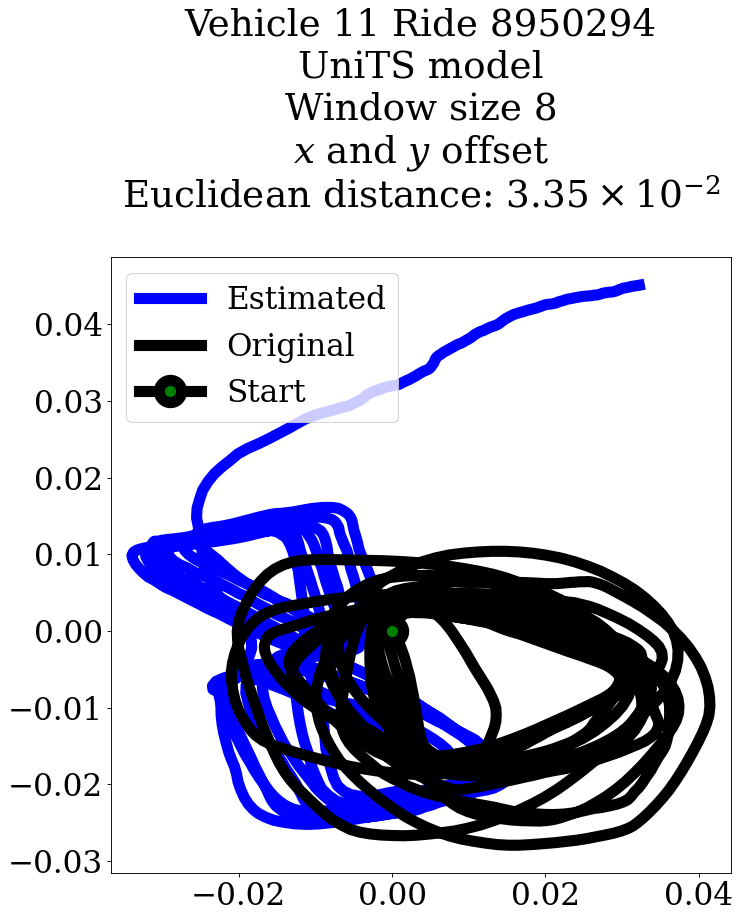 Vehicle 11 Ride 8950294
UniTS model
Window size 8
x and y offset
Euclidean distance: 3.35 × 10⁻²
Estimated
Original
Start
0.04
0.03
0.02
0.01
0.00
−0.01
−0.02
−0.03
−0.02 0.00 0.02 0.04